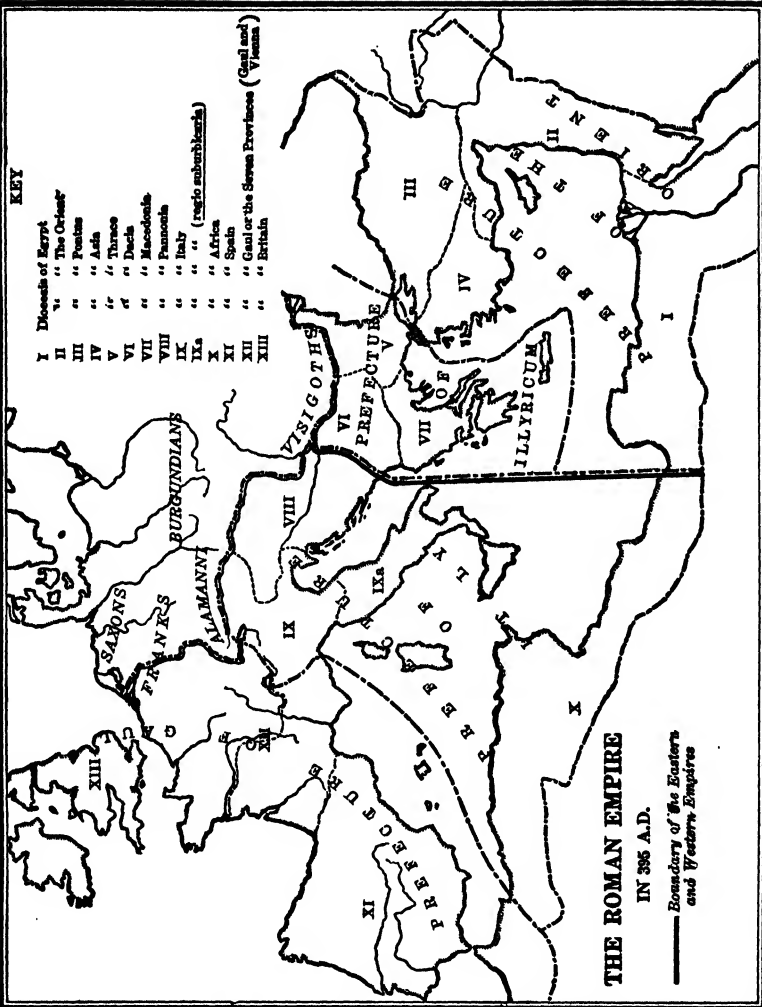 KEY
I Diocesis of Egypt
II " " The Orient
III " " Pontus
IV " " Asia
V " " Thrace
VI " " Dacia
VII " " Macedonia
VIII " " Pannonia
IX " " Italy
IXa " " " (regio suburbicaria)
X " " Africa
XI " " Spain
XII " " Gaul or the Seven Provinces (Gaul and Vienna)
XIII " " Britain
SAXONS
FRANKS
BURGUNDIANS
ALAMANNI
VISIGOTHS
XIII
XII
XI
X
IX
IXa
VIII
VII
VI
V
IV
III
II
I
PREFECTURE OF GAUL
PREFECTURE OF ITALY
PREFECTURE OF ILLYRICUM
PREFECTURE OF THE ORIENT
THE ROMAN EMPIRE
IN 395 A.D.
Boundary of the Eastern
and Western Empires